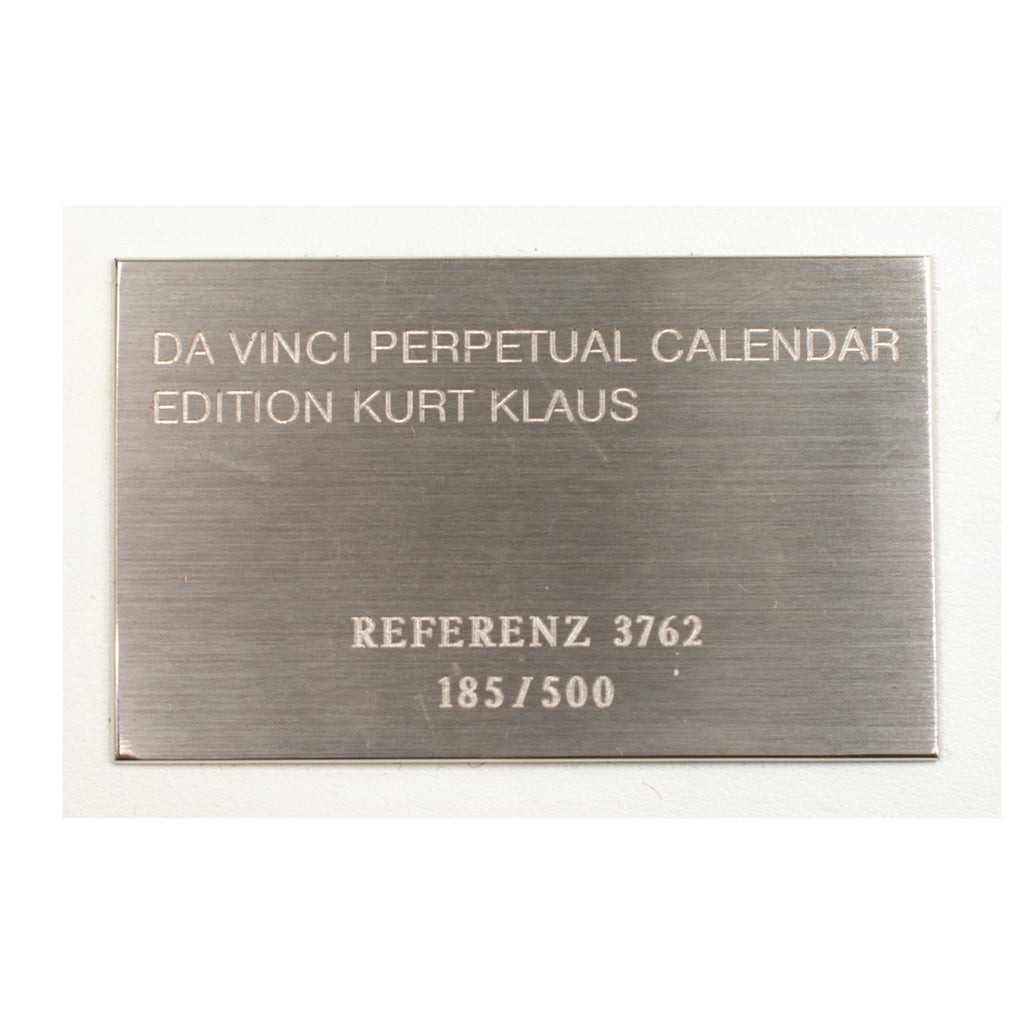 DA VINCI PERPETUAL CALENDAR
EDITION KURT KLAUS
REFERENZ 3762
185/500